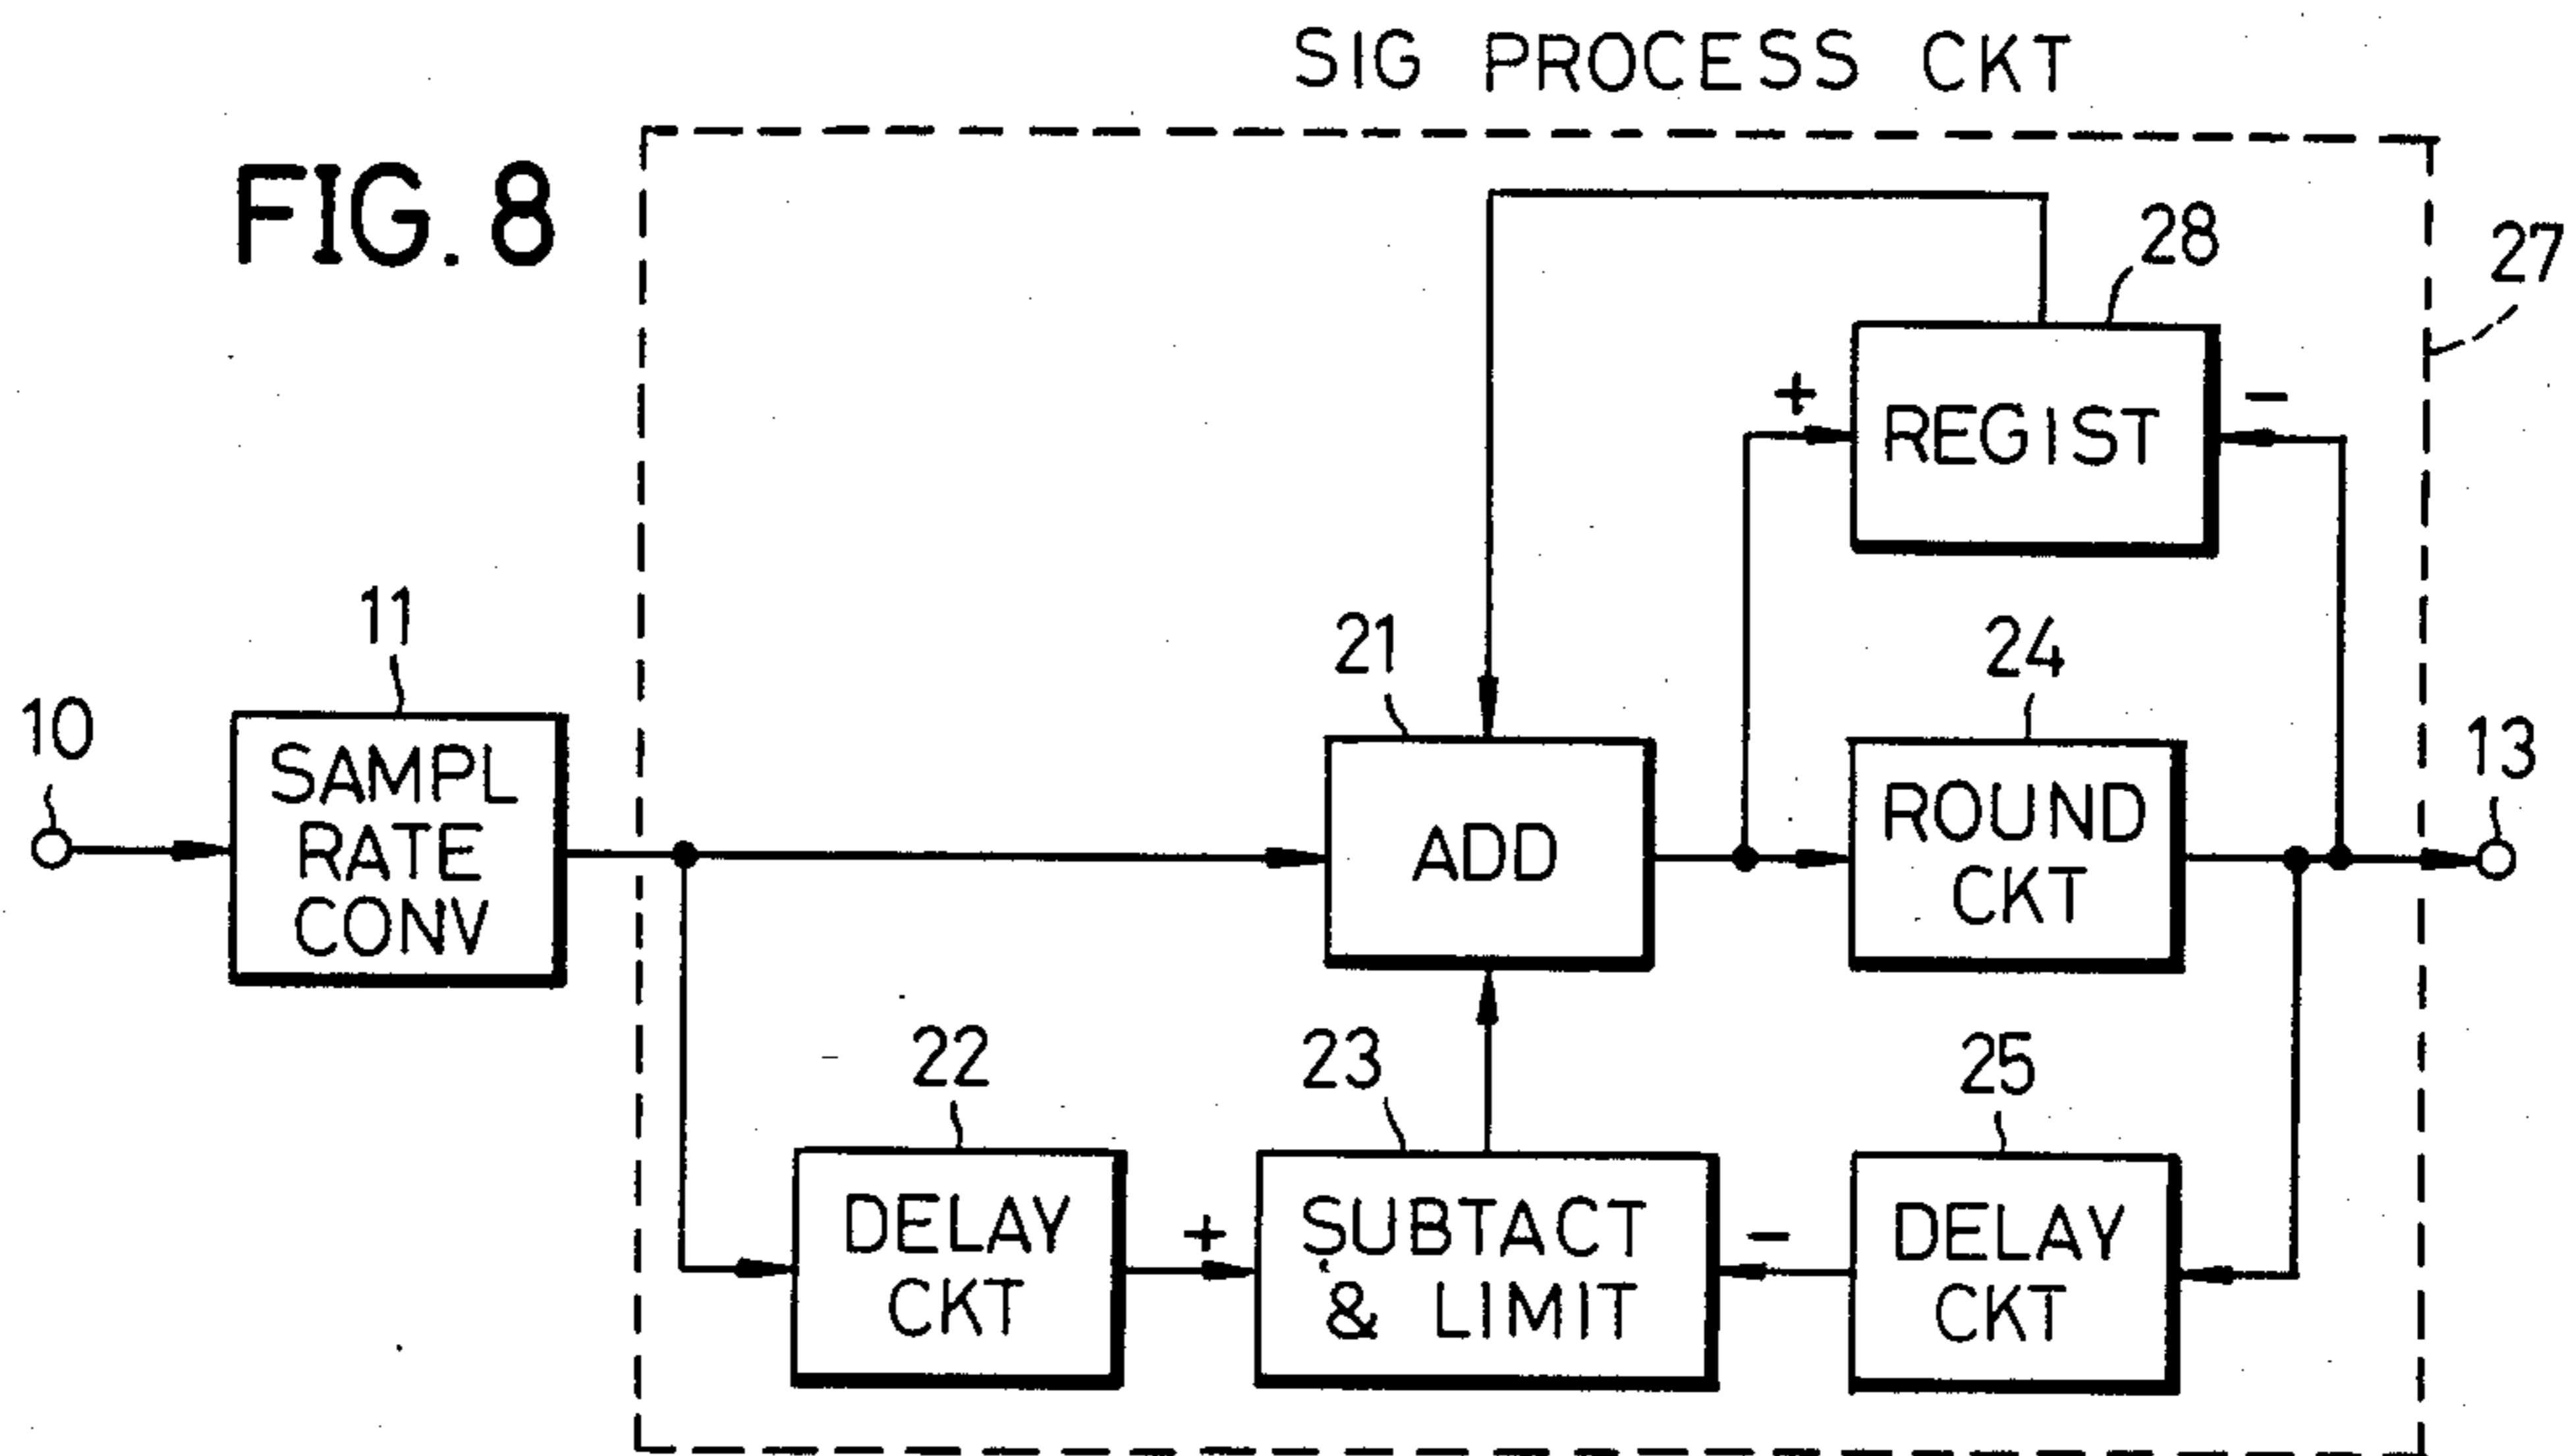 SIG PROCESS CKT
FIG. 8
28
27
+
REGIST
−
11
21
24
10
13
SAMPL
RATE
CONV
ADD
ROUND
CKT
22
23
25
DELAY
CKT
+
SUBTACT
& LIMIT
−
DELAY
CKT